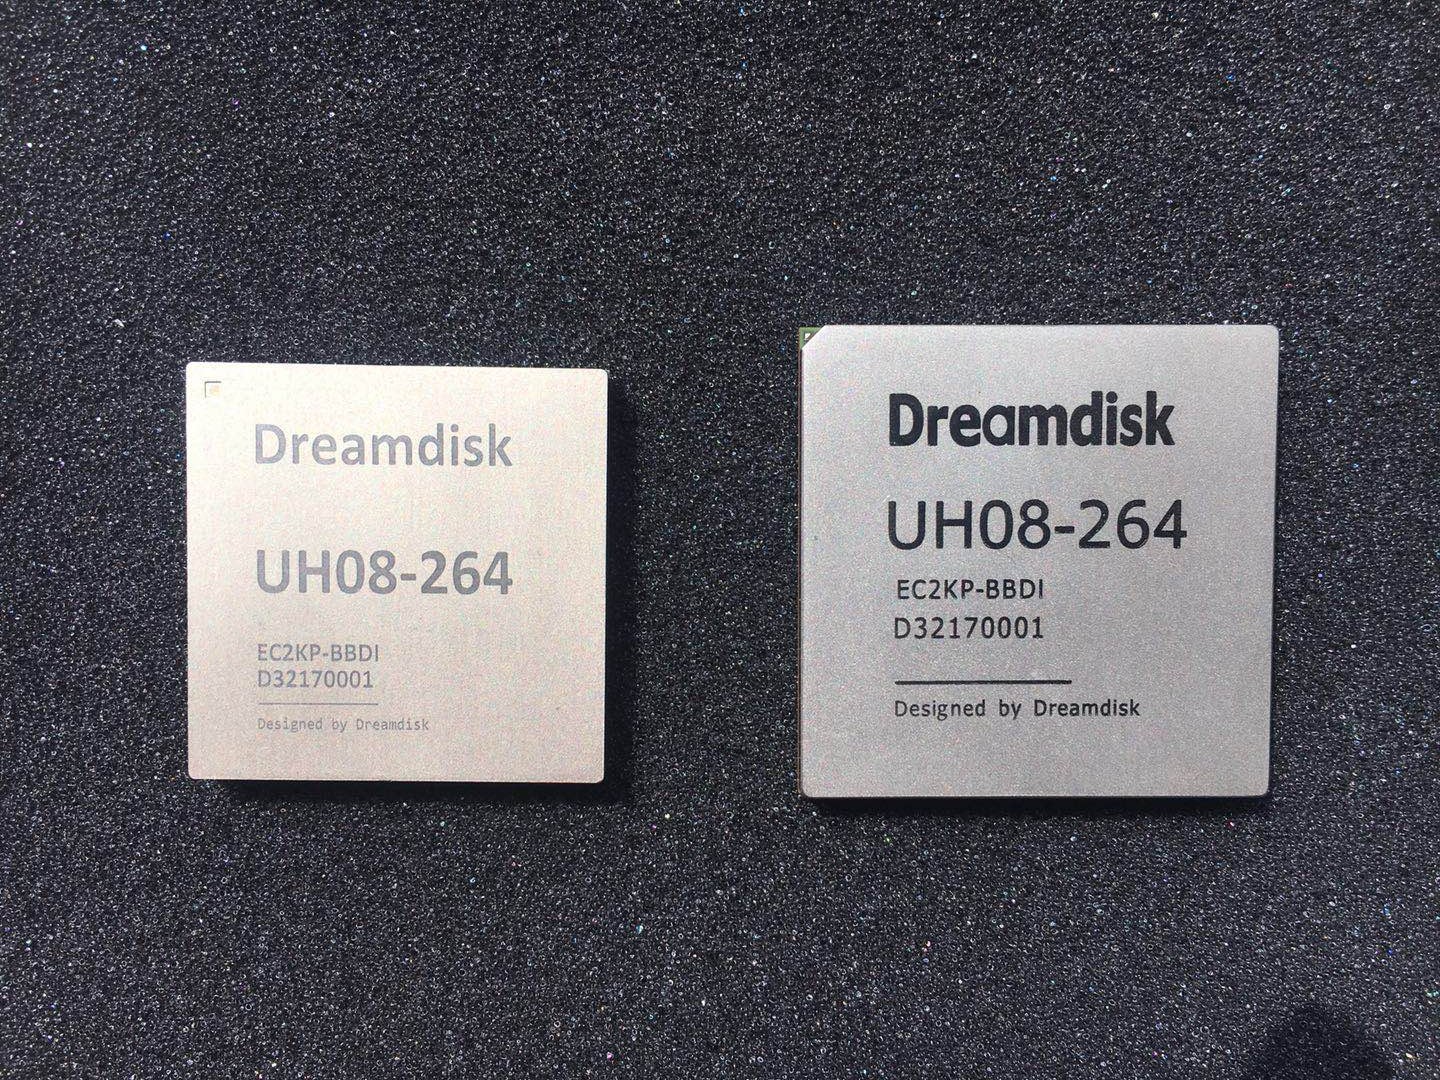 Dreamdisk
UH08-264
EC2KP-BBDI
D32170001
Designed by Dreamdisk
Dreamdisk
UH08-264
EC2KP-BBDI
D32170001
Designed by Dreamdisk